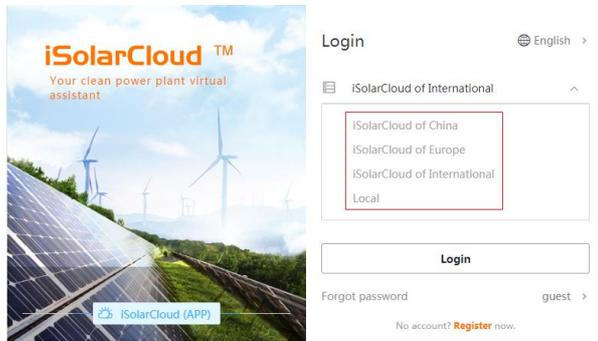 iSolarCloud ™
Your clean power plant virtual
assistant
iSolarCloud (APP)
Login
English >
iSolarCloud of International
iSolarCloud of China
iSolarCloud of Europe
iSolarCloud of International
Local
Login
Forgot password
guest >
No account? Register now.